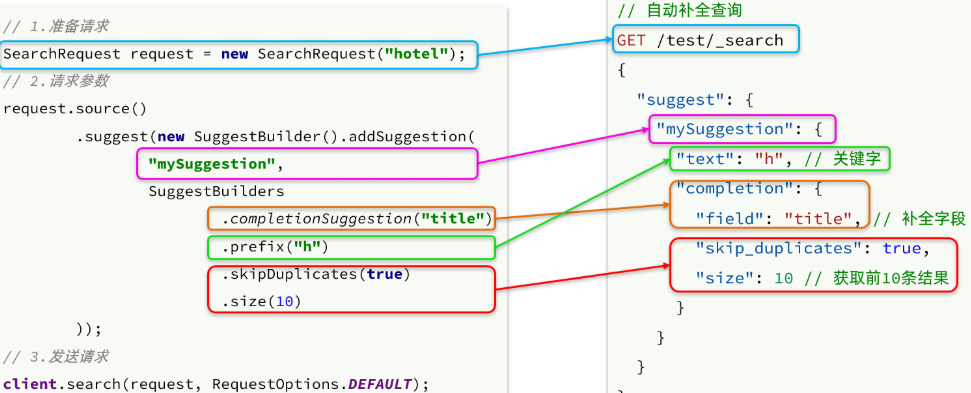 // 1.准备请求
SearchRequest request = new SearchRequest("hotel");
// 2.请求参数
request.source()
.suggest(new SuggestBuilder().addSuggestion(
"mySuggestion",
SuggestBuilders
.completionSuggestion("title")
.prefix("h")
.skipDuplicates(true)
.size(10)
));
// 3.发送请求
client.search(request, RequestOptions.DEFAULT);
// 自动补全查询
GET /test/_search
{
"suggest": {
"mySuggestion": {
"text": "h", // 关键字
"completion": {
"field": "title", // 补全字段
"skip_duplicates": true,
"size": 10 // 获取前10条结果
}
}
}